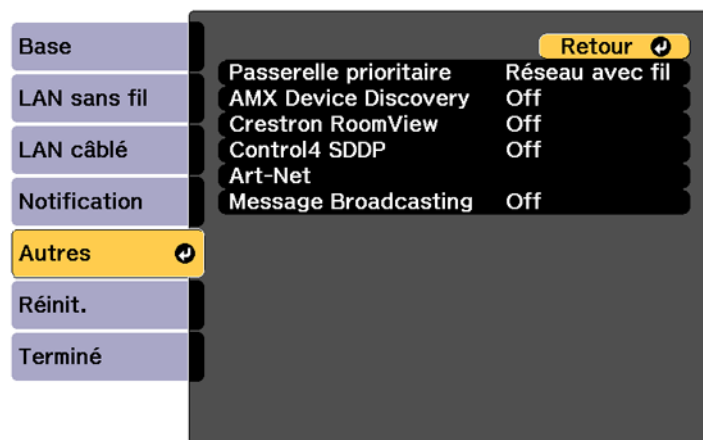 Base
LAN sans fil
LAN câblé
Notification
Autres
Réinit.
Terminé
Retour
Passerelle prioritaire Réseau avec fil
AMX Device Discovery Off
Crestron RoomView Off
Control4 SDDP Off
Art-Net
Message Broadcasting Off